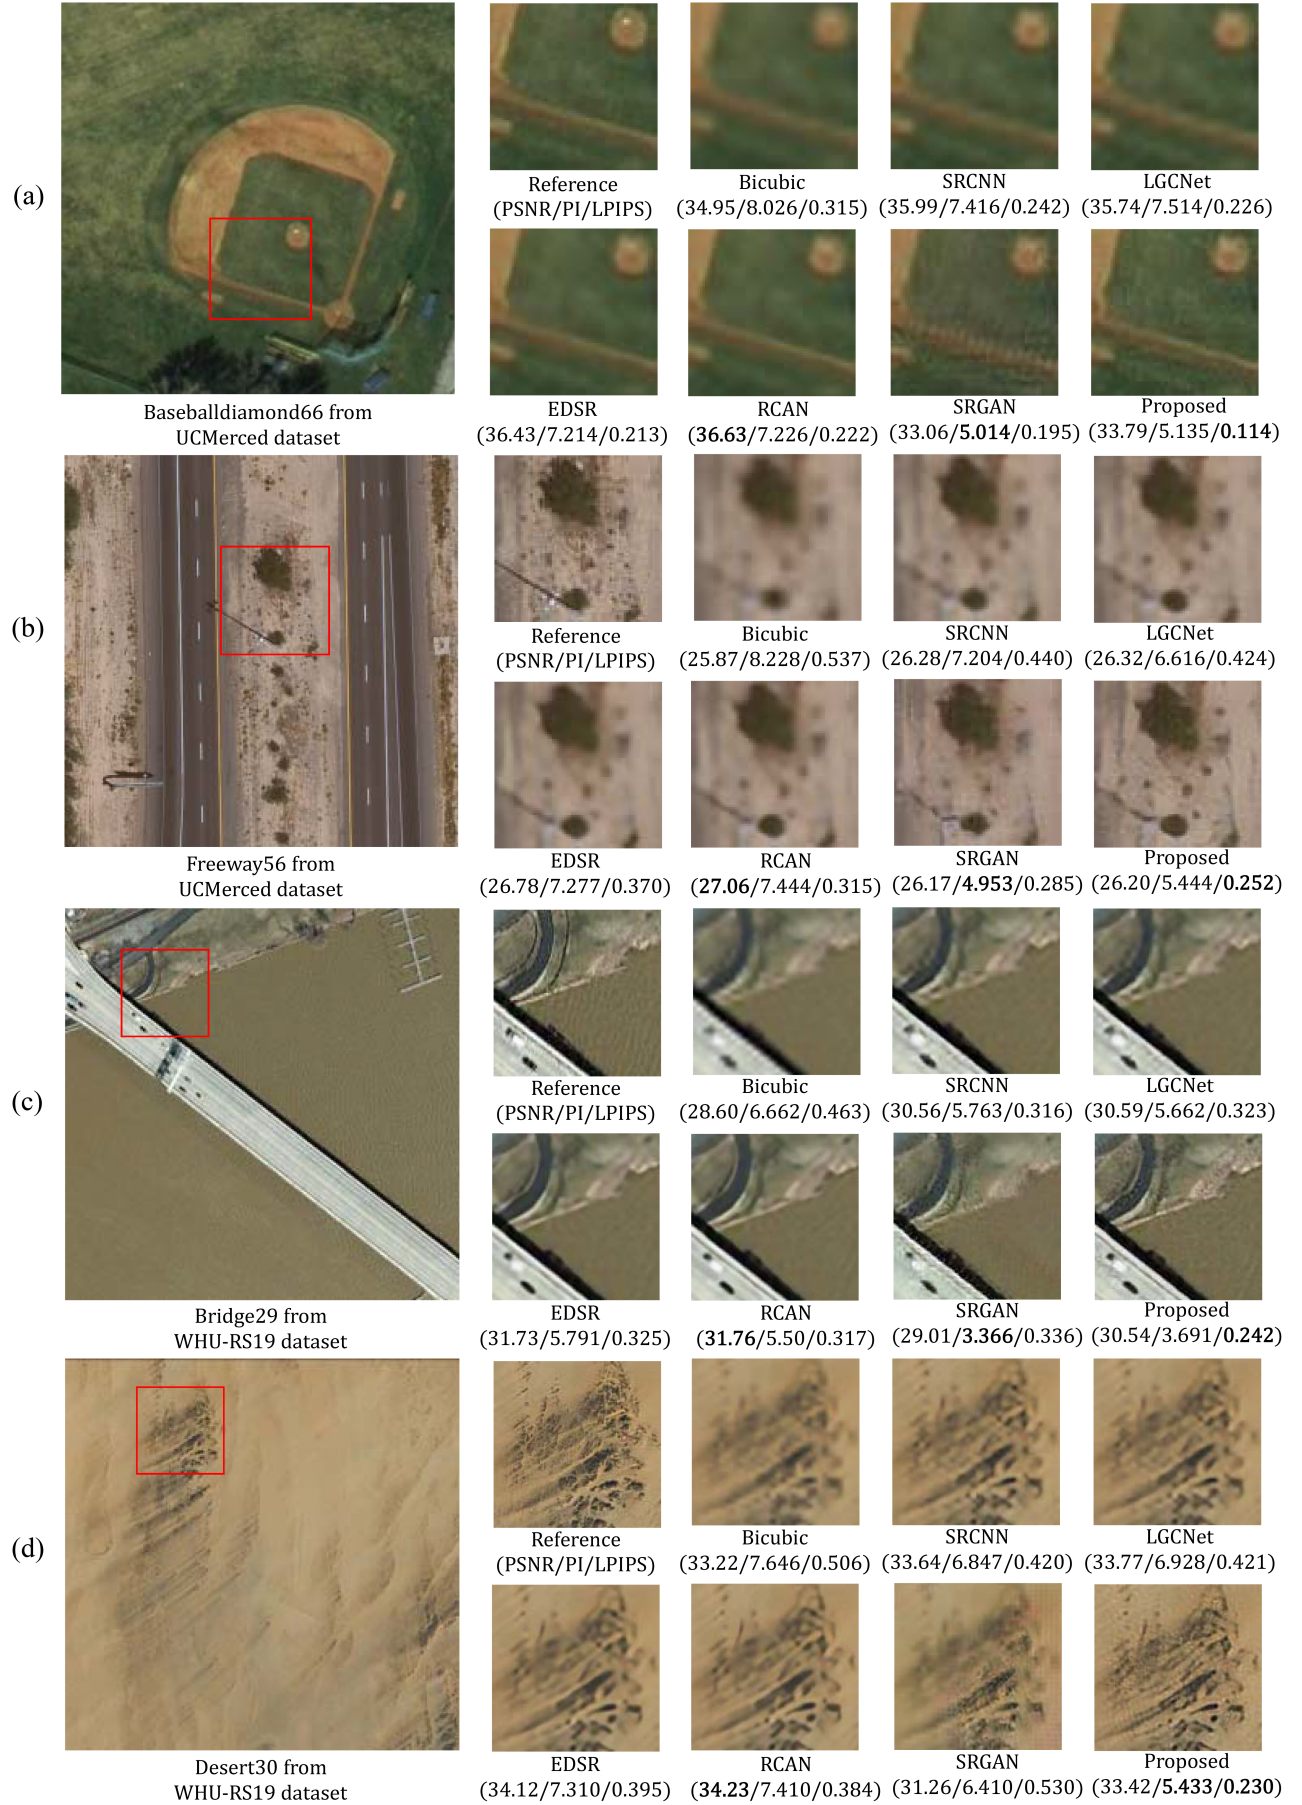 (a)
Baseballdiamond66 from
UCMerced dataset
Reference
(PSNR/PI/LPIPS)
Bicubic
(34.95/8.026/0.315)
SRCNN
(35.99/7.416/0.242)
LGCNet
(35.74/7.514/0.226)
EDSR
(36.43/7.214/0.213)
RCAN
(36.63/7.226/0.222)
SRGAN
(33.06/5.014/0.195)
Proposed
(33.79/5.135/0.114)
(b)
Freeway56 from
UCMerced dataset
Reference
(PSNR/PI/LPIPS)
Bicubic
(25.87/8.228/0.537)
SRCNN
(26.28/7.204/0.440)
LGCNet
(26.32/6.616/0.424)
EDSR
(26.78/7.277/0.370)
RCAN
(27.06/7.444/0.315)
SRGAN
(26.17/4.953/0.285)
Proposed
(26.20/5.444/0.252)
(c)
Bridge29 from
WHU-RS19 dataset
Reference
(PSNR/PI/LPIPS)
Bicubic
(28.60/6.662/0.463)
SRCNN
(30.56/5.763/0.316)
LGCNet
(30.59/5.662/0.323)
EDSR
(31.73/5.791/0.325)
RCAN
(31.76/5.50/0.317)
SRGAN
(29.01/3.366/0.336)
Proposed
(30.54/3.691/0.242)
(d)
Desert30 from
WHU-RS19 dataset
Reference
(PSNR/PI/LPIPS)
Bicubic
(33.22/7.646/0.506)
SRCNN
(33.64/6.847/0.420)
LGCNet
(33.77/6.928/0.421)
EDSR
(34.12/7.310/0.395)
RCAN
(34.23/7.410/0.384)
SRGAN
(31.26/6.410/0.530)
Proposed
(33.42/5.433/0.230)